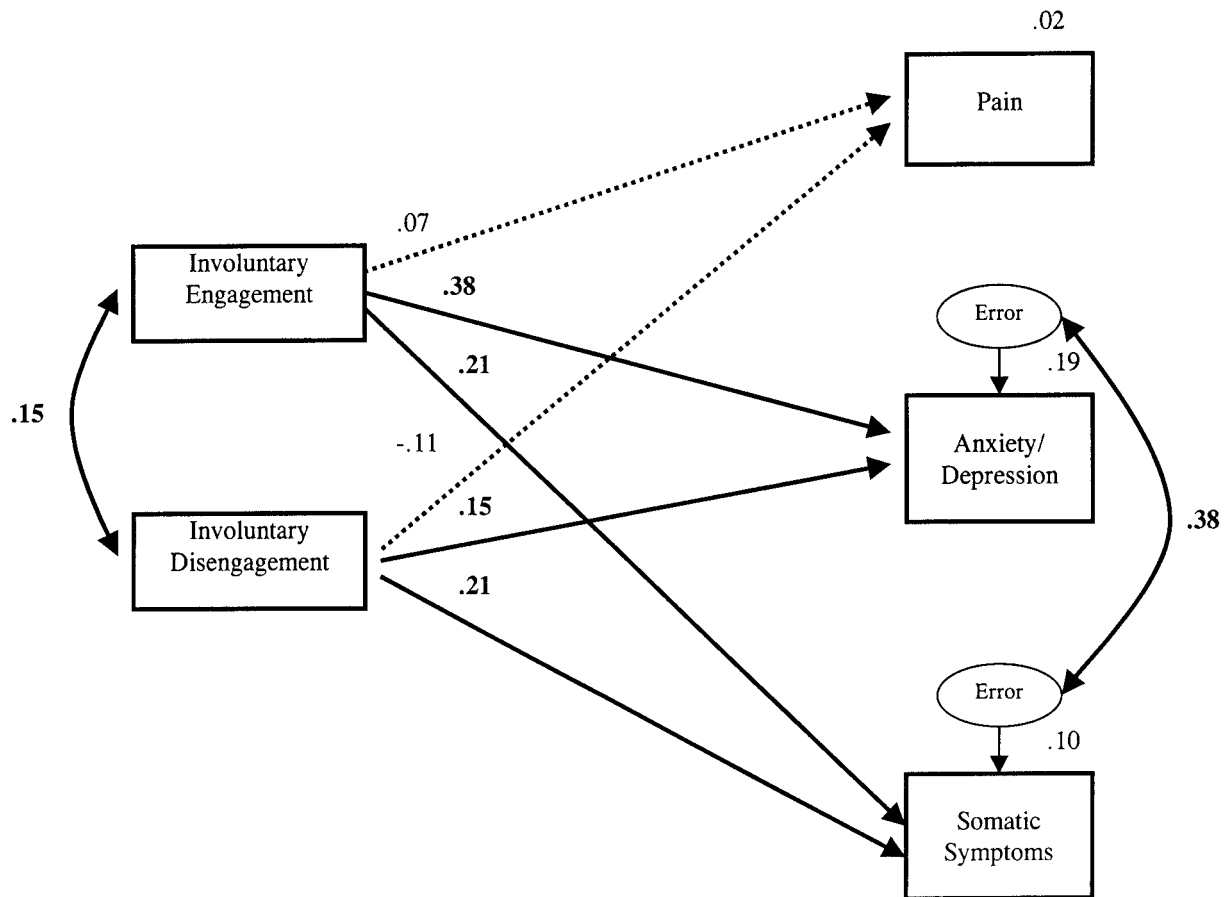 .02
Pain
.07
Involuntary
Engagement
.38
Error
.19
.21
.15
-.11
Anxiety/
Depression
.15
Involuntary
Disengagement
.38
.21
Error
.10
Somatic
Symptoms